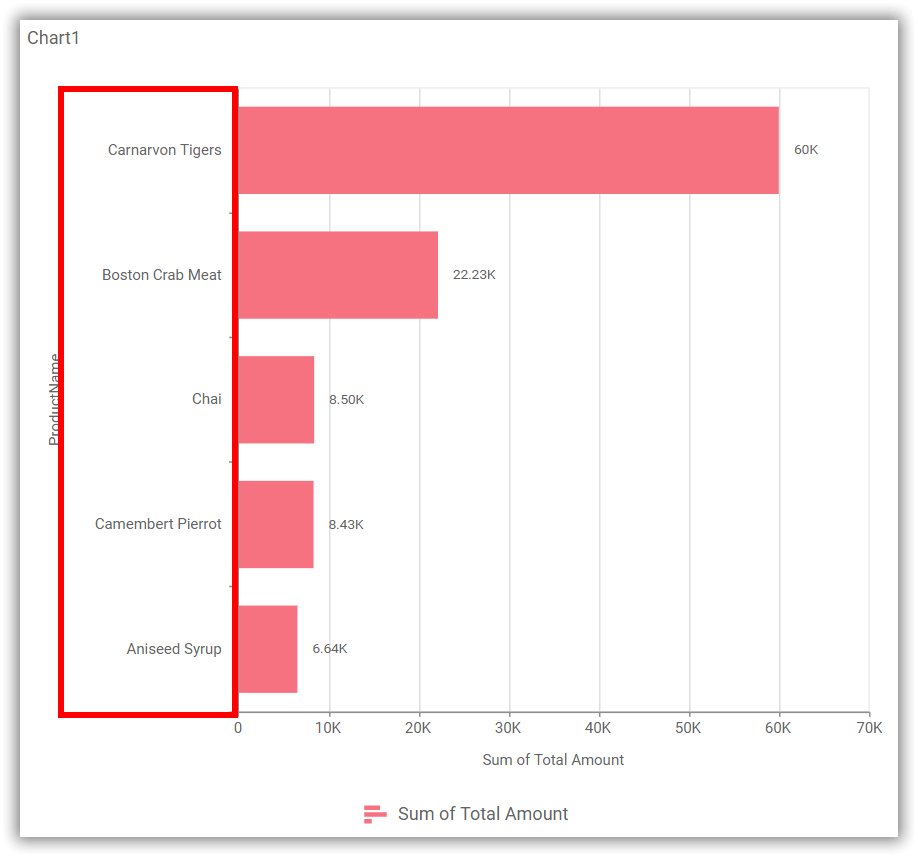 Chart1
Carnarvon Tigers
60K
Boston Crab Meat
22.23K
ProductName
Chai
8.50K
Camembert Pierrot
8.43K
Aniseed Syrup
6.64K
0 10K 20K 30K 40K 50K 60K 70K
Sum of Total Amount
Sum of Total Amount